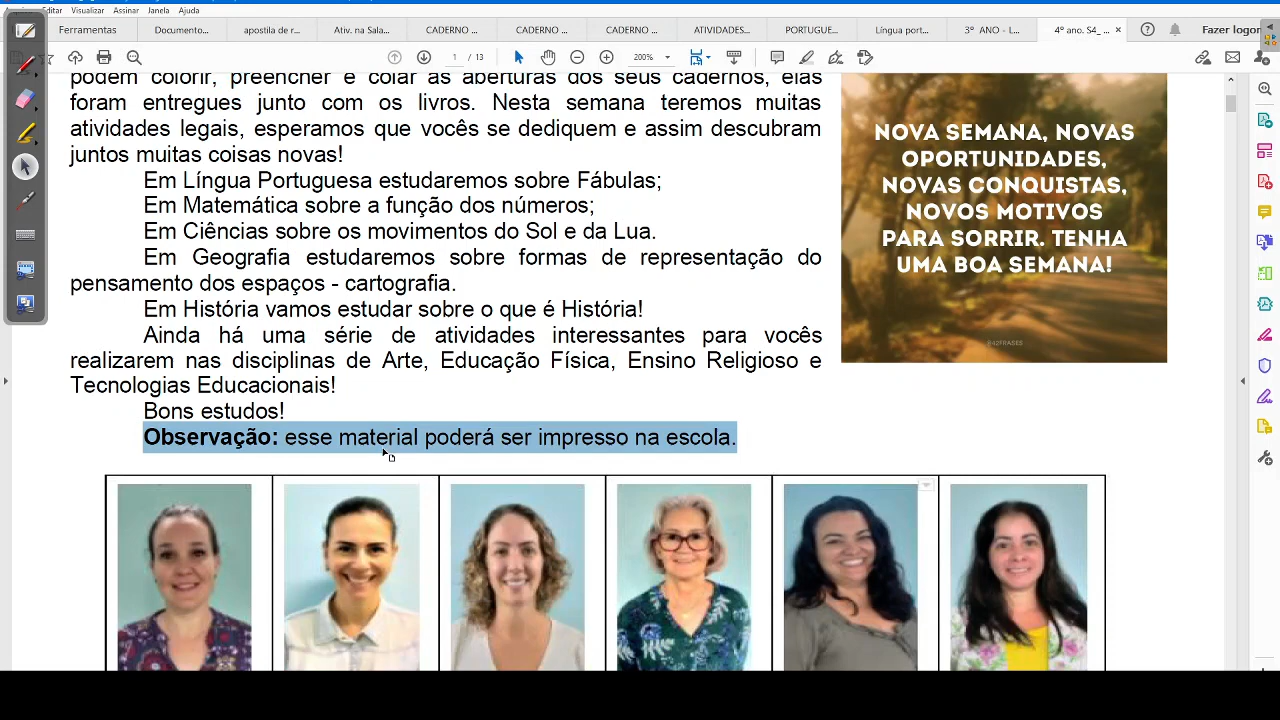 Editar Visualizar Assinar Janela Ajuda
Ferramentas
Documento...
apostila de r...
Ativ. na Sala...
CADERNO ...
CADERNO ...
CADERNO ...
ATIVIDADES...
PORTUGUE...
Língua port...
3º ANO - L...
4º ano. S4_ ...
Fazer logon
1 / 13
200%
podem colorir, preencher e colar as aberturas dos seus cadernos, elas
foram entregues junto com os livros. Nesta semana teremos muitas
atividades legais, esperamos que vocês se dediquem e assim descubram
juntos muitas coisas novas!
Em Língua Portuguesa estudaremos sobre Fábulas;
Em Matemática sobre a função dos números;
Em Ciências sobre os movimentos do Sol e da Lua.
Em Geografia estudaremos sobre formas de representação do
pensamento dos espaços - cartografia.
Em História vamos estudar sobre o que é História!
Ainda há uma série de atividades interessantes para vocês
realizarem nas disciplinas de Arte, Educação Física, Ensino Religioso e
Tecnologias Educacionais!
Bons estudos!
Observação: esse material poderá ser impresso na escola.
NOVA SEMANA, NOVAS
OPORTUNIDADES,
NOVAS CONQUISTAS,
NOVOS MOTIVOS
PARA SORRIR. TENHA
UMA BOA SEMANA!